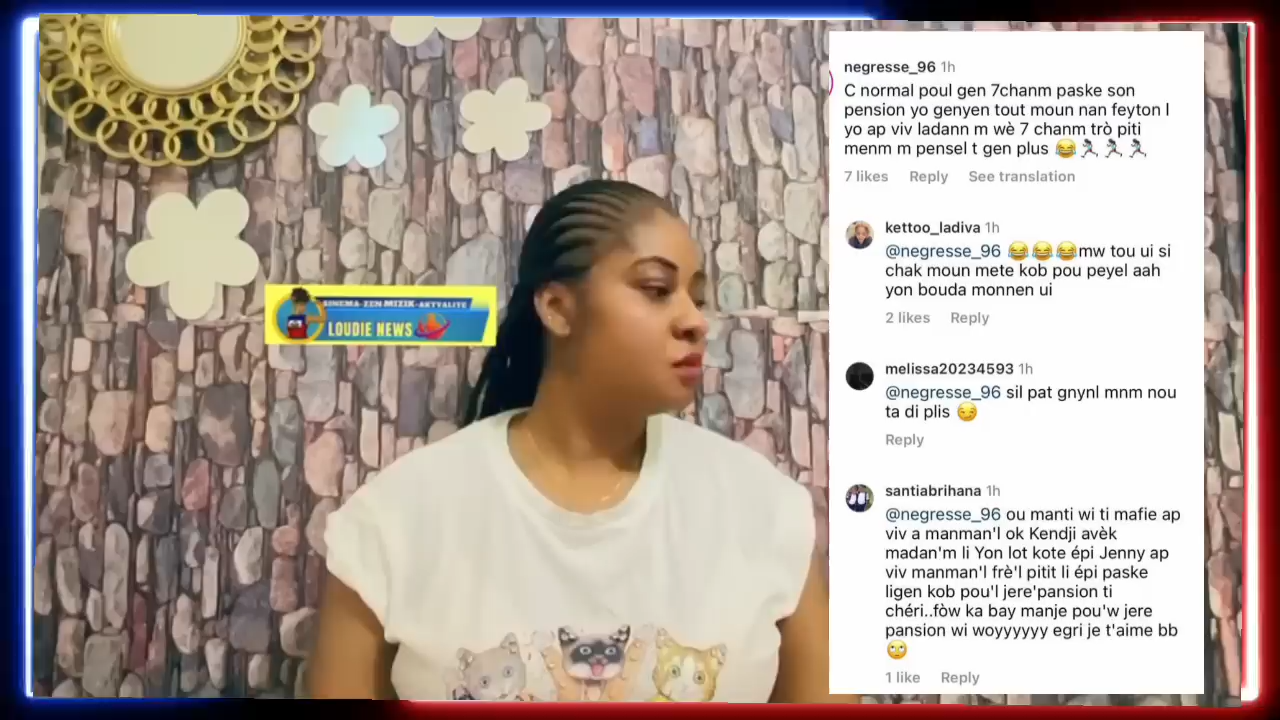 SINEMA-ZEN-MIZIK-AKTYALITE
LOUDIE NEWS
negresse_96 1h
C normal poul gen 7chanm paske son
pension yo genyen tout moun nan feyton l
yo ap viv ladann m wè 7 chanm trò piti
menm m pensel t gen plus 😂🏃🏿‍♀️🏃🏿‍♀️🏃🏿‍♀️
7 likes Reply See translation
kettoo_ladiva 1h
@negresse_96 😂😂😂mw tou ui si
chak moun mete kob pou peyel aah
yon bouda monnen ui
2 likes Reply
melissa20234593 1h
@negresse_96 sil pat gnynl mnm nou
ta di plis 😏
Reply
santiabrihana 1h
@negresse_96 ou manti wi ti mafie ap
viv a manman'l ok Kendji avèk
madan'm li Yon lot kote épi Jenny ap
viv manman'l frè'l pitit li épi paske
ligen kob pou'l jere'pansion ti
chéri..fòw ka bay manje pou'w jere
pansion wi woyyyyyy egri je t'aime bb
🙄
1 like Reply